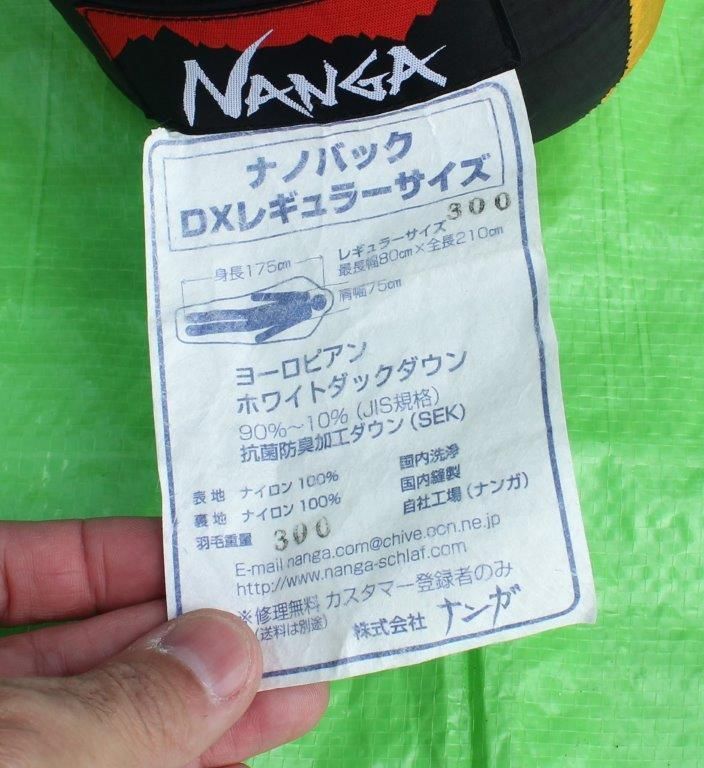 NANGA
ナノバック
DXレギュラーサイズ
300
身長175cm
レギュラーサイズ
最長幅80cm×全長210cm
肩幅75cm
ヨーロピアン
ホワイトダックダウン
90%～10%(JIS規格)
抗菌防臭加工ダウン(SEK)
表地 ナイロン100%
裏地 ナイロン100%
羽毛重量 300
国内洗浄
国内縫製
自社工場(ナンガ)
E-mail nanga.com@chive.ocn.ne.jp
http://www.nanga-schlaf.com
※修理無料 カスタマー登録者のみ
(送料は別途)
株式会社 ナンガ